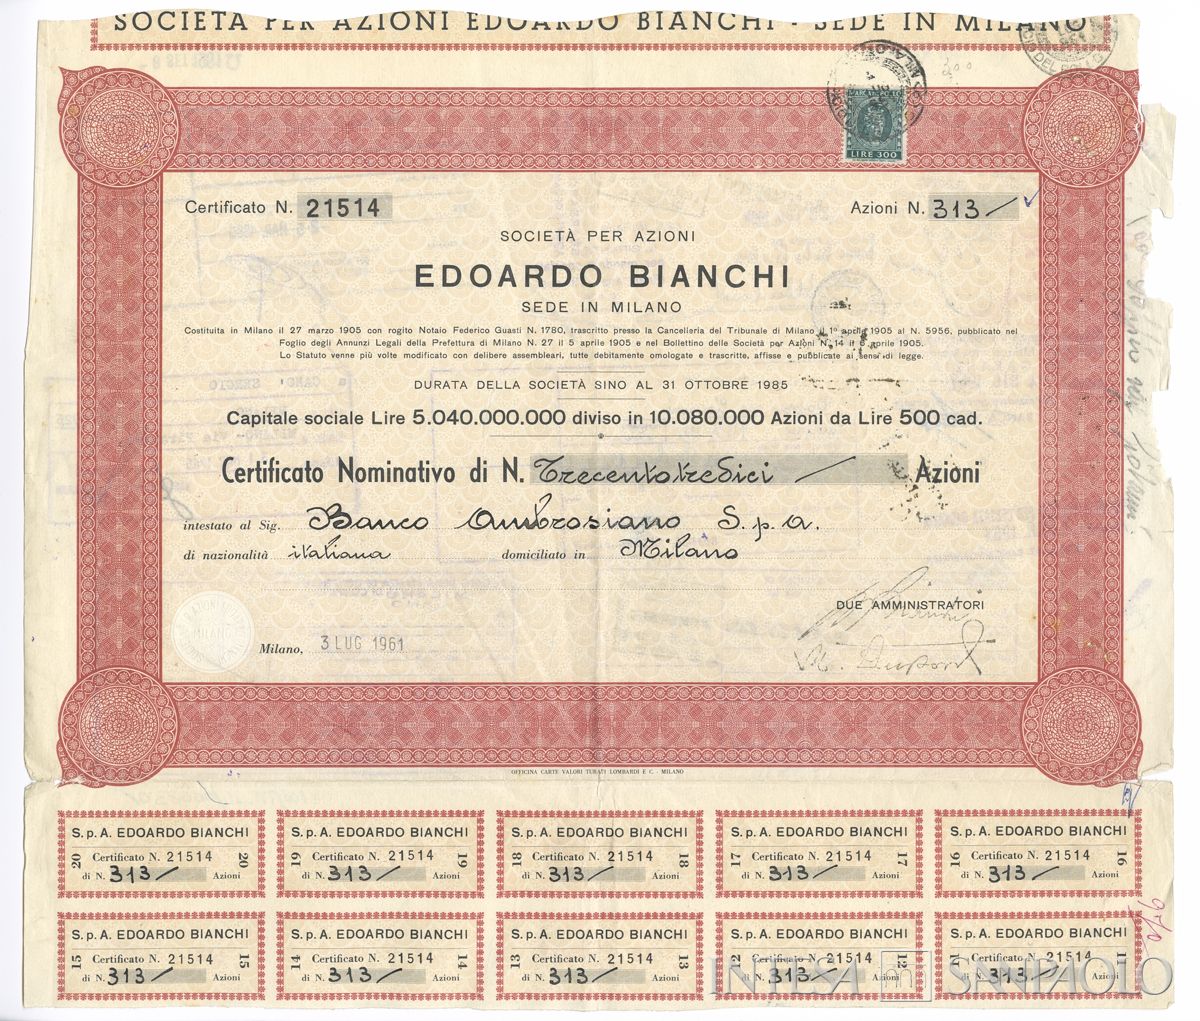 SOCIETÀ PER AZIONI EDOARDO BIANCHI - SEDE IN MILANO
300
MARCA DA BOLLO
LIRE 300
Certificato N. 21514
Azioni N. 313
SOCIETÀ PER AZIONI
EDOARDO BIANCHI
SEDE IN MILANO
Costituita in Milano il 27 marzo 1905 con rogito Notaio Federico Guasti N. 1780, trascritto presso la Cancelleria del Tribunale di Milano il 1° aprile 1905 al N. 5956, pubblicato nel
Foglio degli Annunzi Legali della Prefettura di Milano N. 27 il 5 aprile 1905 e nel Bollettino delle Società per Azioni N. 14 il 6 aprile 1905.
Lo Statuto venne più volte modificato con delibere assembleari, tutte debitamente omologate e trascritte, affisse e pubblicate ai sensi di legge.
DURATA DELLA SOCIETÀ SINO AL 31 OTTOBRE 1985
Capitale sociale Lire 5.040.000.000 diviso in 10.080.000 Azioni da Lire 500 cad.
Certificato Nominativo di N. Trecentotredici Azioni
intestato al Sig. Banco Ambrosiano S.p.A.
di nazionalità italiana domiciliato in Milano
DUE AMMINISTRATORI
Milano, 3 LUG 1961
OFFICINA CARTE VALORI TURATI LOMBARDI E C. - MILANO
S.p.A. EDOARDO BIANCHI
20 Certificato N. 21514 20
di N. 313 Azioni
S.p.A. EDOARDO BIANCHI
19 Certificato N. 21514 19
di N. 313 Azioni
S.p.A. EDOARDO BIANCHI
18 Certificato N. 21514 18
di N. 313 Azioni
S.p.A. EDOARDO BIANCHI
17 Certificato N. 21514 17
di N. 313 Azioni
S.p.A. EDOARDO BIANCHI
16 Certificato N. 21514 16
di N. 313 Azioni
S.p.A. EDOARDO BIANCHI
15 Certificato N. 21514 15
di N. 313 Azioni
S.p.A. EDOARDO BIANCHI
14 Certificato N. 21514 14
di N. 313 Azioni
S.p.A. EDOARDO BIANCHI
13 Certificato N. 21514 13
di N. 313 Azioni
S.p.A. EDOARDO BIANCHI
12 Certificato N. 21514 12
di N. 313 Azioni
S.p.A. EDOARDO BIANCHI
11 Certificato N. 21514 11
di N. 313 Azioni
INTESA SANPAOLO